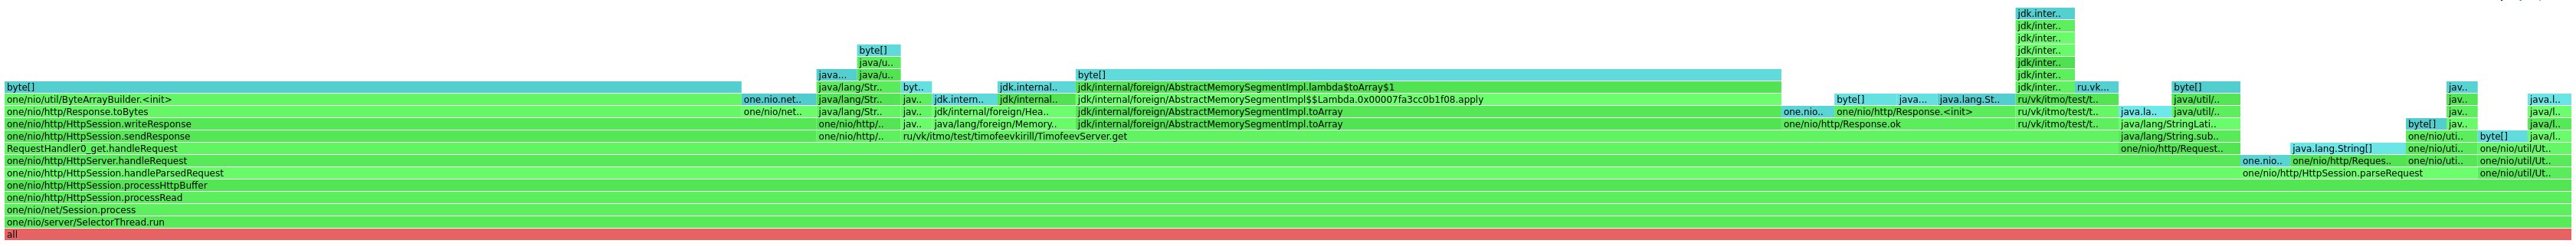 jdk.inter..
jdk/inter..
jdk/inter..
byte[] jdk/inter..
java/u.. jdk/inter..
java... java/u.. byte[] jdk/inter..
byte[] java/lang/Str.. byt.. jdk.internal.. jdk/internal/foreign/AbstractMemorySegmentImpl.lambda$toArray$1 jdk/inter.. ru.vk... byte[] jav..
one/nio/util/ByteArrayBuilder.<init> one.nio.net.. java/lang/Str.. jav.. jdk.intern.. jdk/internal.. jdk/internal/foreign/AbstractMemorySegmentImpl$$Lambda.0x00007fa3cc0b1f08.apply byte[] java... java.lang.St.. ru/vk/itmo/test/t.. java/util/.. jav.. java.l..
one/nio/http/Response.toBytes one/nio/net.. java/lang/Str.. jav.. jdk/internal/foreign/Hea.. jdk/internal/foreign/AbstractMemorySegmentImpl.toArray one.nio.. one/nio/http/Response.<init> ru/vk/itmo/test/t.. java.la.. java/util/.. jav.. java/l..
one/nio/http/HttpSession.writeResponse java/lang/Str.. jav.. java/lang/foreign/Memory.. jdk/internal/foreign/AbstractMemorySegmentImpl.toArray one/nio/http/Response.ok ru/vk/itmo/test/t.. java/lang/StringLati.. byte[] jav.. java/l..
one/nio/http/HttpSession.sendResponse one/nio/http/.. ru/vk/itmo/test/timofeevkirill/TimofeevServer.get java/lang/String.sub.. one/nio/uti.. byte[] java/l..
RequestHandler0_get.handleRequest one/nio/http/Request.. java.lang.String[] one/nio/uti.. one/nio/util/Ut..
one/nio/http/HttpServer.handleRequest one.nio.. one/nio/http/Reques.. one/nio/uti.. one/nio/util/Ut..
one/nio/http/HttpSession.handleParsedRequest one/nio/http/HttpSession.parseRequest one/nio/util/Ut..
one/nio/http/HttpSession.processHttpBuffer
one/nio/http/HttpSession.processRead
one/nio/net/Session.process
one/nio/server/SelectorThread.run
all